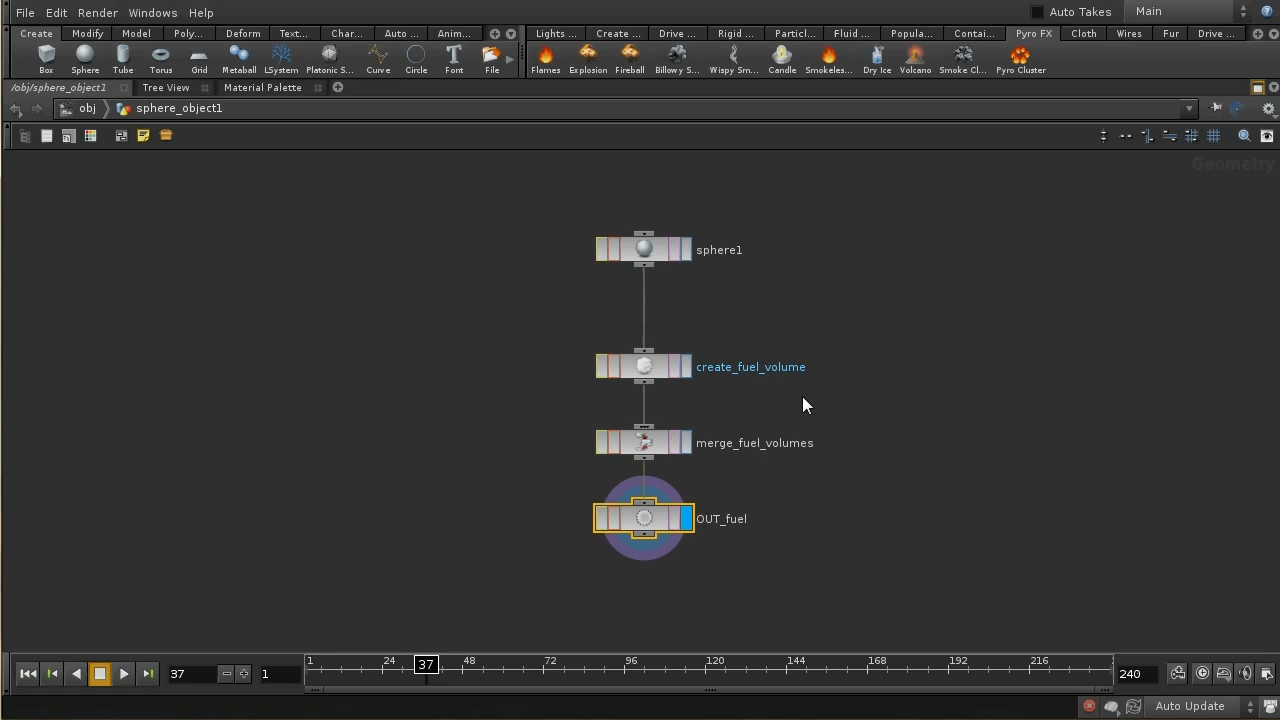 File Edit Render Windows Help Auto Takes Main
Create Modify Model Poly... Deform Text... Char... Auto ... Anim... Lights ... Create ... Drive ... Rigid ... Particl... Fluid ... Popula... Contai... Pyro FX Cloth Wires Fur Drive ...
Box Sphere Tube Torus Grid Metaball LSystem Platonic S... Curve Circle Font File Flames Explosion Fireball Billowy S... Wispy Sm... Candle Smokeles... Dry Ice Volcano Smoke Cl... Pyro Cluster
/obj/sphere_object1 Tree View Material Palette
obj sphere_object1
Geometry
sphere1
create_fuel_volume
merge_fuel_volumes
OUT_fuel
1 24 37 48 72 96 120 144 168 192 216
37 1 240
Auto Update